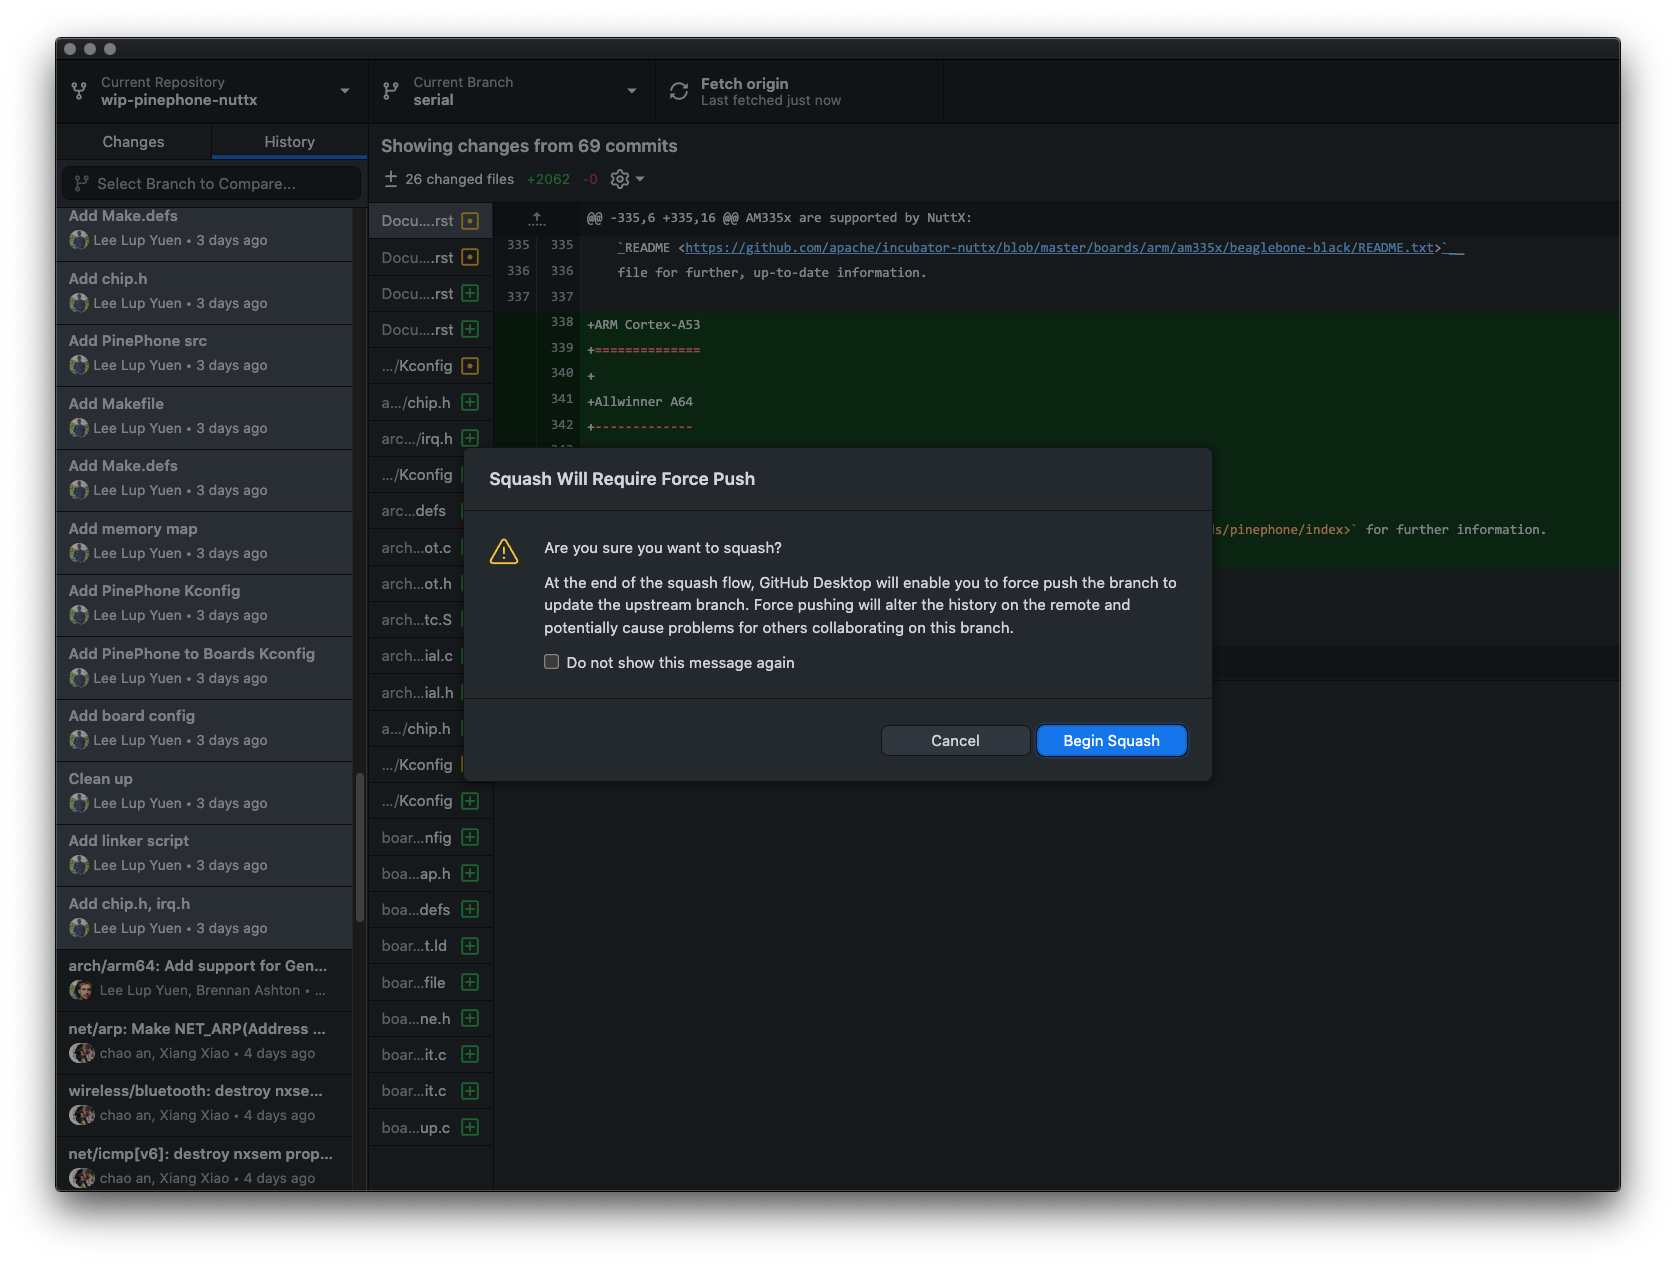 Current Repository
wip-pinephone-nuttx
Current Branch
serial
Fetch origin
Last fetched just now
Changes
History
Select Branch to Compare...
Add Make.defs
Lee Lup Yuen • 3 days ago
Add chip.h
Lee Lup Yuen • 3 days ago
Add PinePhone src
Lee Lup Yuen • 3 days ago
Add Makefile
Lee Lup Yuen • 3 days ago
Add Make.defs
Lee Lup Yuen • 3 days ago
Add memory map
Lee Lup Yuen • 3 days ago
Add PinePhone Kconfig
Lee Lup Yuen • 3 days ago
Add PinePhone to Boards Kconfig
Lee Lup Yuen • 3 days ago
Add board config
Lee Lup Yuen • 3 days ago
Clean up
Lee Lup Yuen • 3 days ago
Add linker script
Lee Lup Yuen • 3 days ago
Add chip.h, irq.h
Lee Lup Yuen • 3 days ago
arch/arm64: Add support for Gen...
Lee Lup Yuen, Brennan Ashton • ...
net/arp: Make NET_ARP(Address ...
chao an, Xiang Xiao • 4 days ago
wireless/bluetooth: destroy nxse...
chao an, Xiang Xiao • 4 days ago
net/icmp[v6]: destroy nxsem prop...
chao an, Xiang Xiao • 4 days ago
Showing changes from 69 commits
26 changed files +2062 -0
Docu....rst
Docu....rst
Docu....rst
Docu....rst
.../Kconfig
a.../chip.h
arc.../irq.h
.../Kconfig
arc...defs
arch...ot.c
arch...ot.h
arch...tc.S
arch...ial.c
arch...ial.h
a.../chip.h
.../Kconfig
.../Kconfig
boar...nfig
boa...ap.h
boa...defs
boar...t.ld
boar...file
boa...ne.h
boar...it.c
boar...it.c
boa...up.c
@@ -335,6 +335,16 @@ AM335x are supported by NuttX:
335 335 `README <https://github.com/apache/incubator-nuttx/blob/master/boards/arm/am335x/beaglebone-black/README.txt>`__
336 336 file for further, up-to-date information.
337 337
338 +ARM Cortex-A53
339 +==============
340 +
341 +Allwinner A64
342 +-------------
ds/pinephone/index>` for further information.
Squash Will Require Force Push
Are you sure you want to squash?
At the end of the squash flow, GitHub Desktop will enable you to force push the branch to
update the upstream branch. Force pushing will alter the history on the remote and
potentially cause problems for others collaborating on this branch.
Do not show this message again
Cancel
Begin Squash